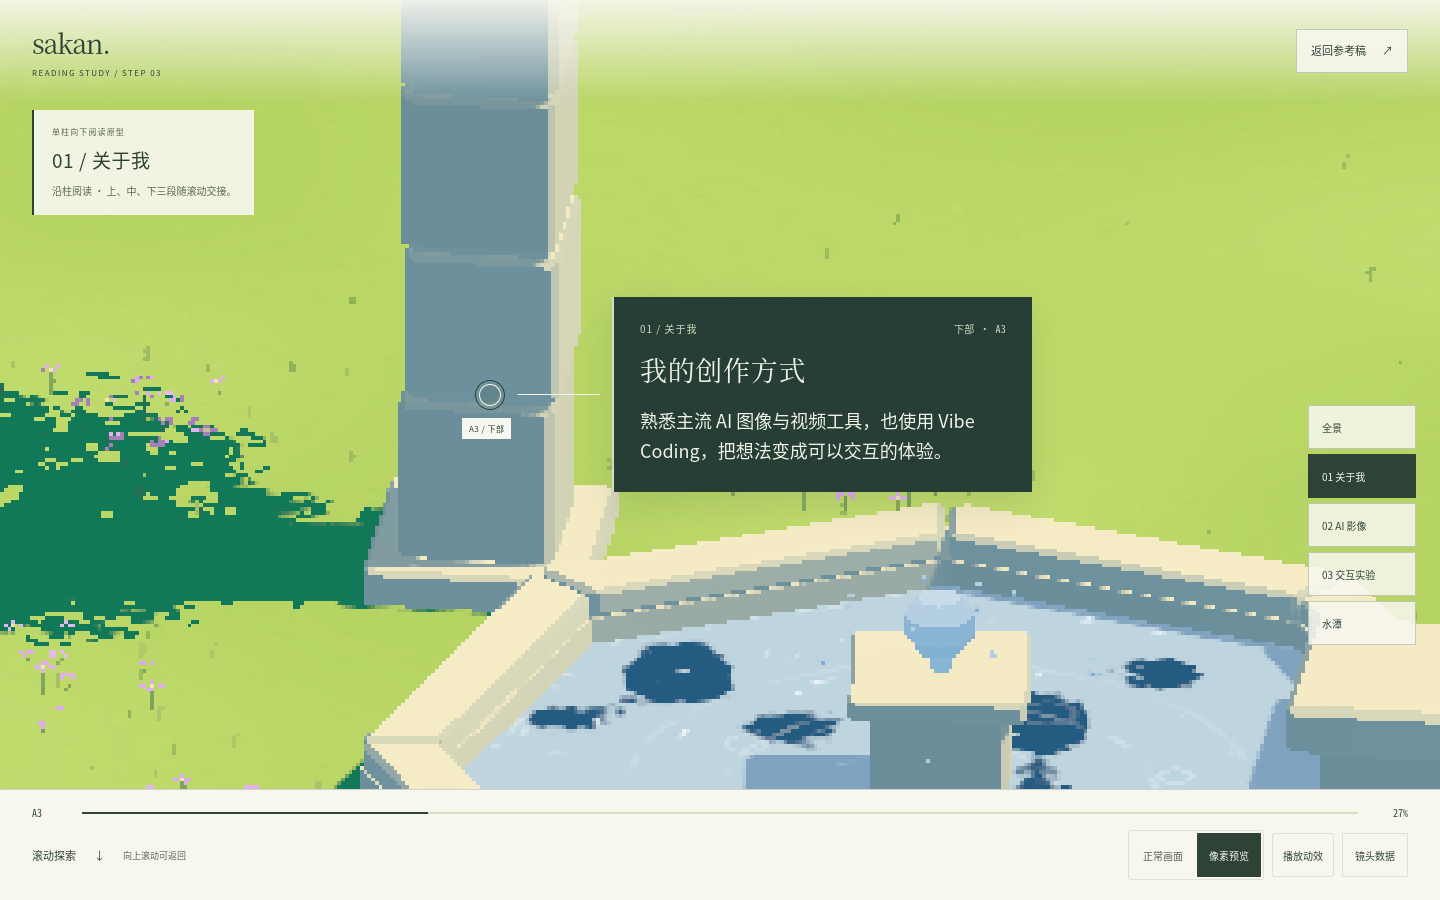 sakan.
READING STUDY / STEP 03
返回参考稿 ↗
单柱向下阅读原型
01 / 关于我
沿柱阅读 · 上、中、下三段随滚动交接。
01 / 关于我
下部 · A3
我的创作方式
熟悉主流 AI 图像与视频工具，也使用 Vibe
Coding，把想法变成可以交互的体验。
A3 / 下部
全景
01 关于我
02 AI 影像
03 交互实验
水潭
A3
27%
滚动探索 ↓ 向上滚动可返回
正常画面
像素预览
播放动效
镜头数据